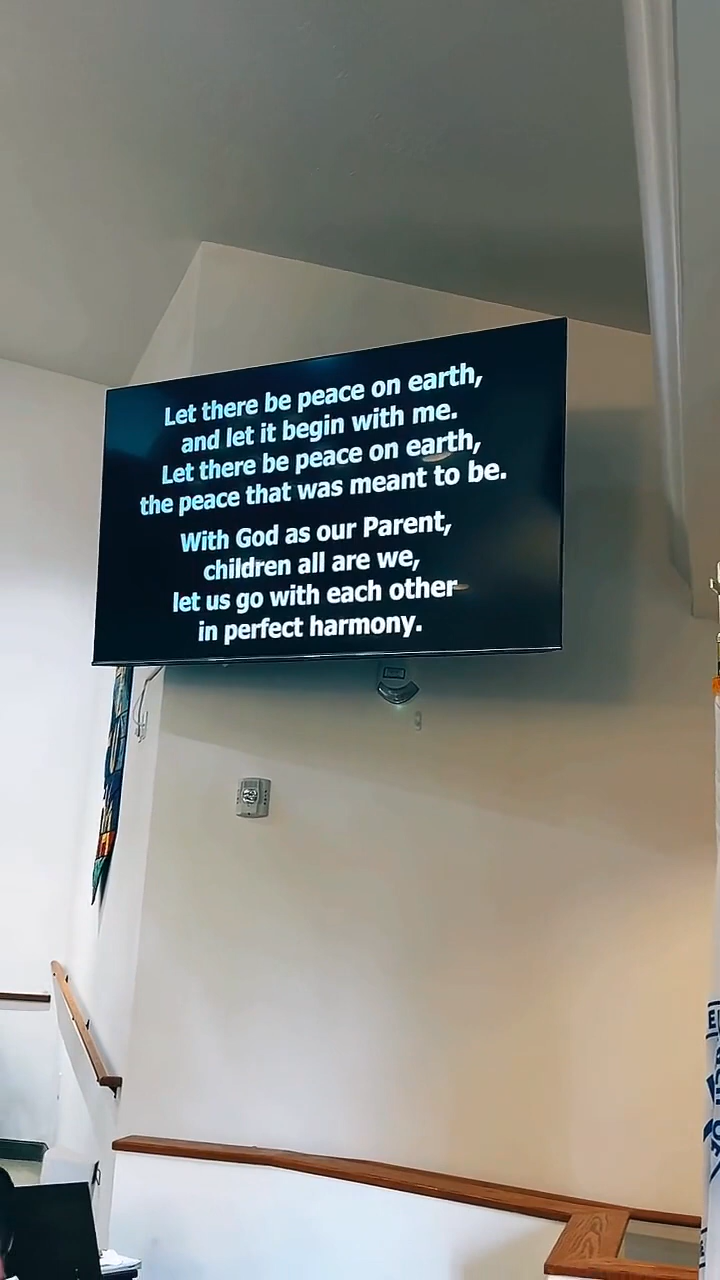 Let there be peace on earth,
and let it begin with me.
Let there be peace on earth,
the peace that was meant to be.
With God as our Parent,
children all are we,
let us go with each other
in perfect harmony.